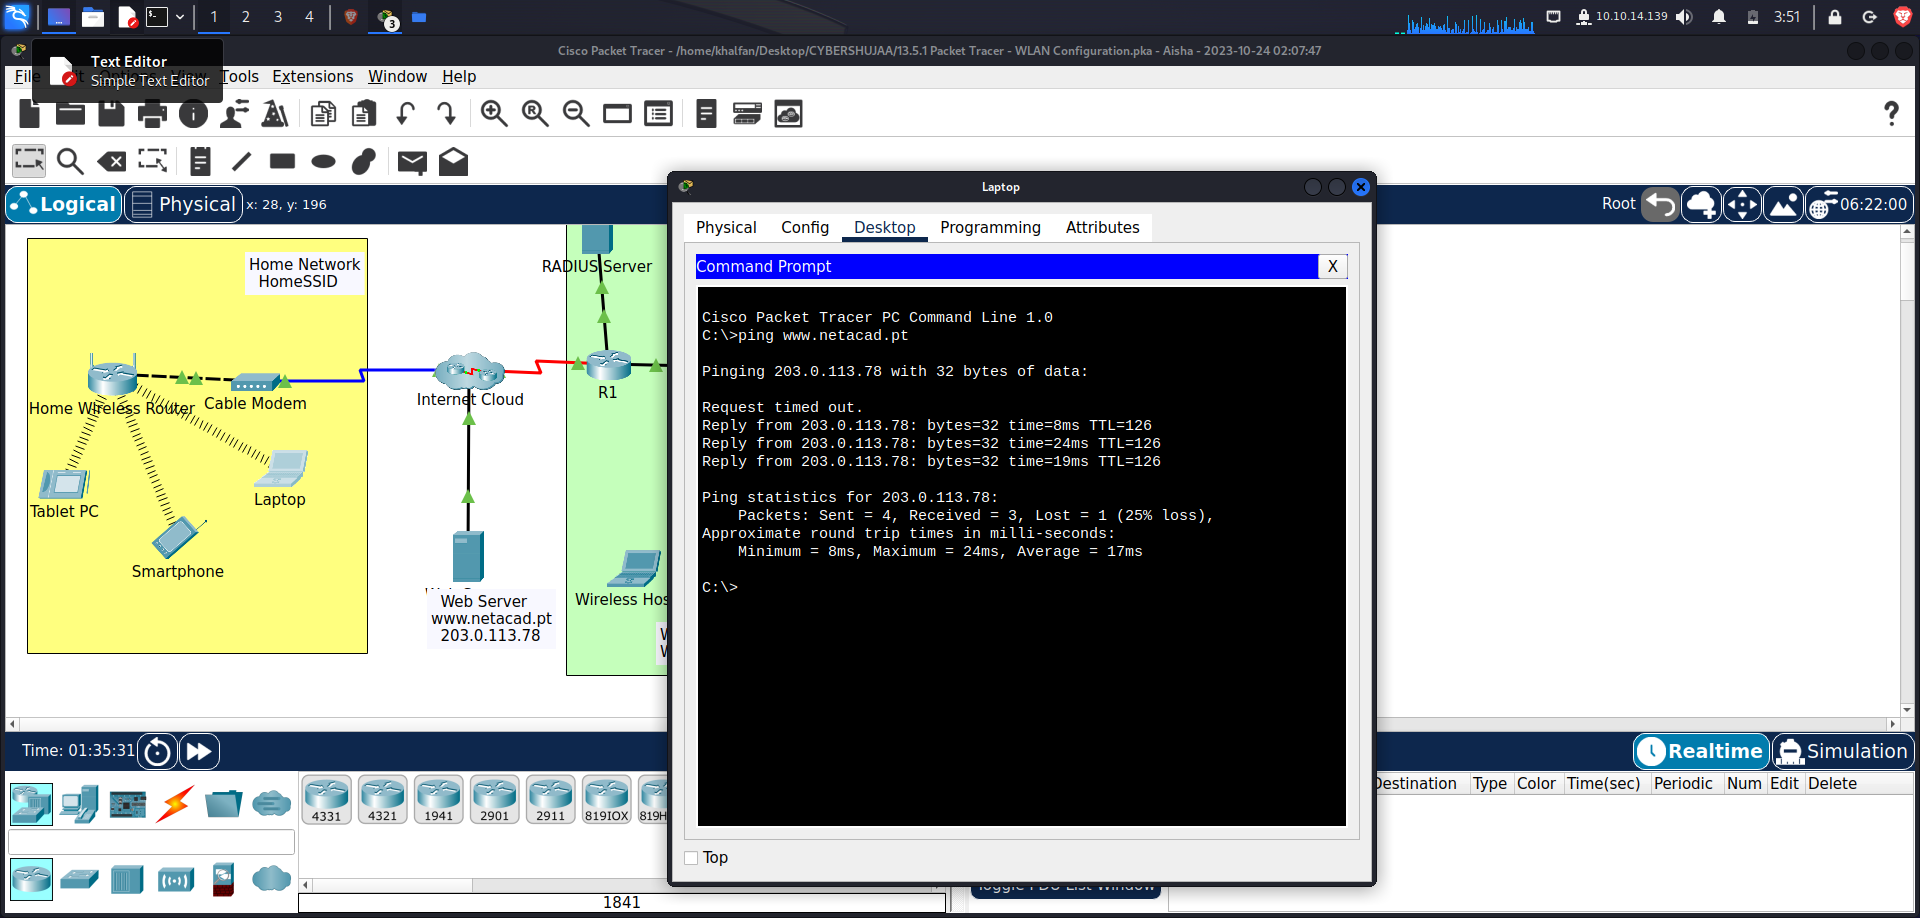 1 2 3 4
3
10.10.14.139
3:51
Cisco Packet Tracer - /home/khalfan/Desktop/CYBERSHUJAA/13.5.1 Packet Tracer - WLAN Configuration.pka - Aisha - 2023-10-24 02:07:47
Text Editor
Simple Text Editor
File Tools Extensions Window Help
Logical
Physical
x: 28, y: 196
Root
06:22:00
Laptop
Physical Config Desktop Programming Attributes
Command Prompt
X
Cisco Packet Tracer PC Command Line 1.0
C:\>ping www.netacad.pt
Pinging 203.0.113.78 with 32 bytes of data:
Request timed out.
Reply from 203.0.113.78: bytes=32 time=8ms TTL=126
Reply from 203.0.113.78: bytes=32 time=24ms TTL=126
Reply from 203.0.113.78: bytes=32 time=19ms TTL=126
Ping statistics for 203.0.113.78:
Packets: Sent = 4, Received = 3, Lost = 1 (25% loss),
Approximate round trip times in milli-seconds:
Minimum = 8ms, Maximum = 24ms, Average = 17ms
C:\>
Top
Home Network
HomeSSID
RADIUS Server
Home Wireless Router
Cable Modem
Internet Cloud
R1
Tablet PC
Laptop
Smartphone
Web Server
www.netacad.pt
203.0.113.78
Wireless Hos
Time: 01:35:31
Realtime
Simulation
Destination Type Color Time(sec) Periodic Num Edit Delete
4331 4321 1941 2901 2911 819IOX 819H
1841
Toggle PDU List Window